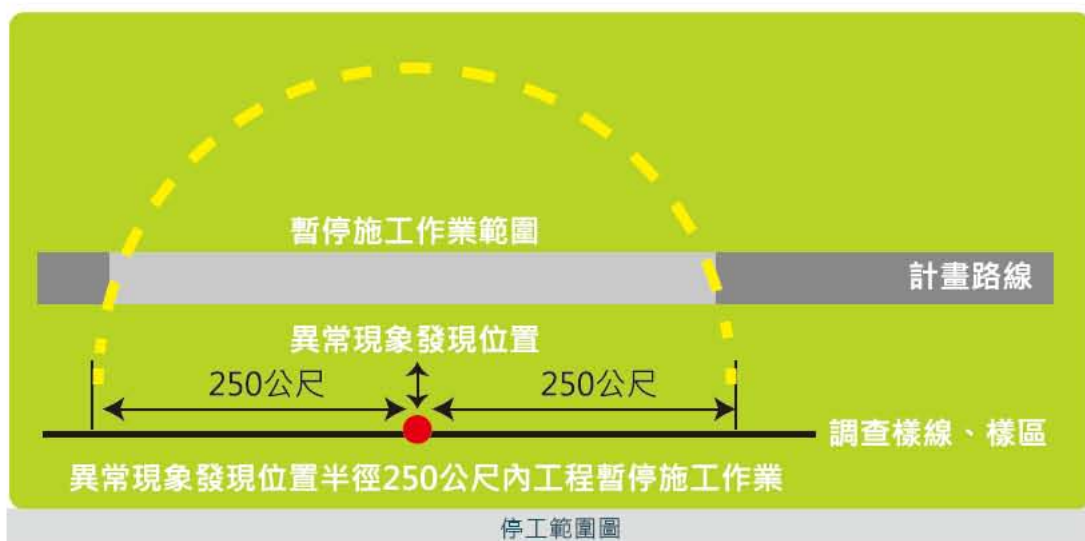 暫停施工作業範圍
計畫路線
異常現象發現位置
250公尺
250公尺
調查樣線、樣區
異常現象發現位置半徑250公尺內工程暫停施工作業
停工範圍圖